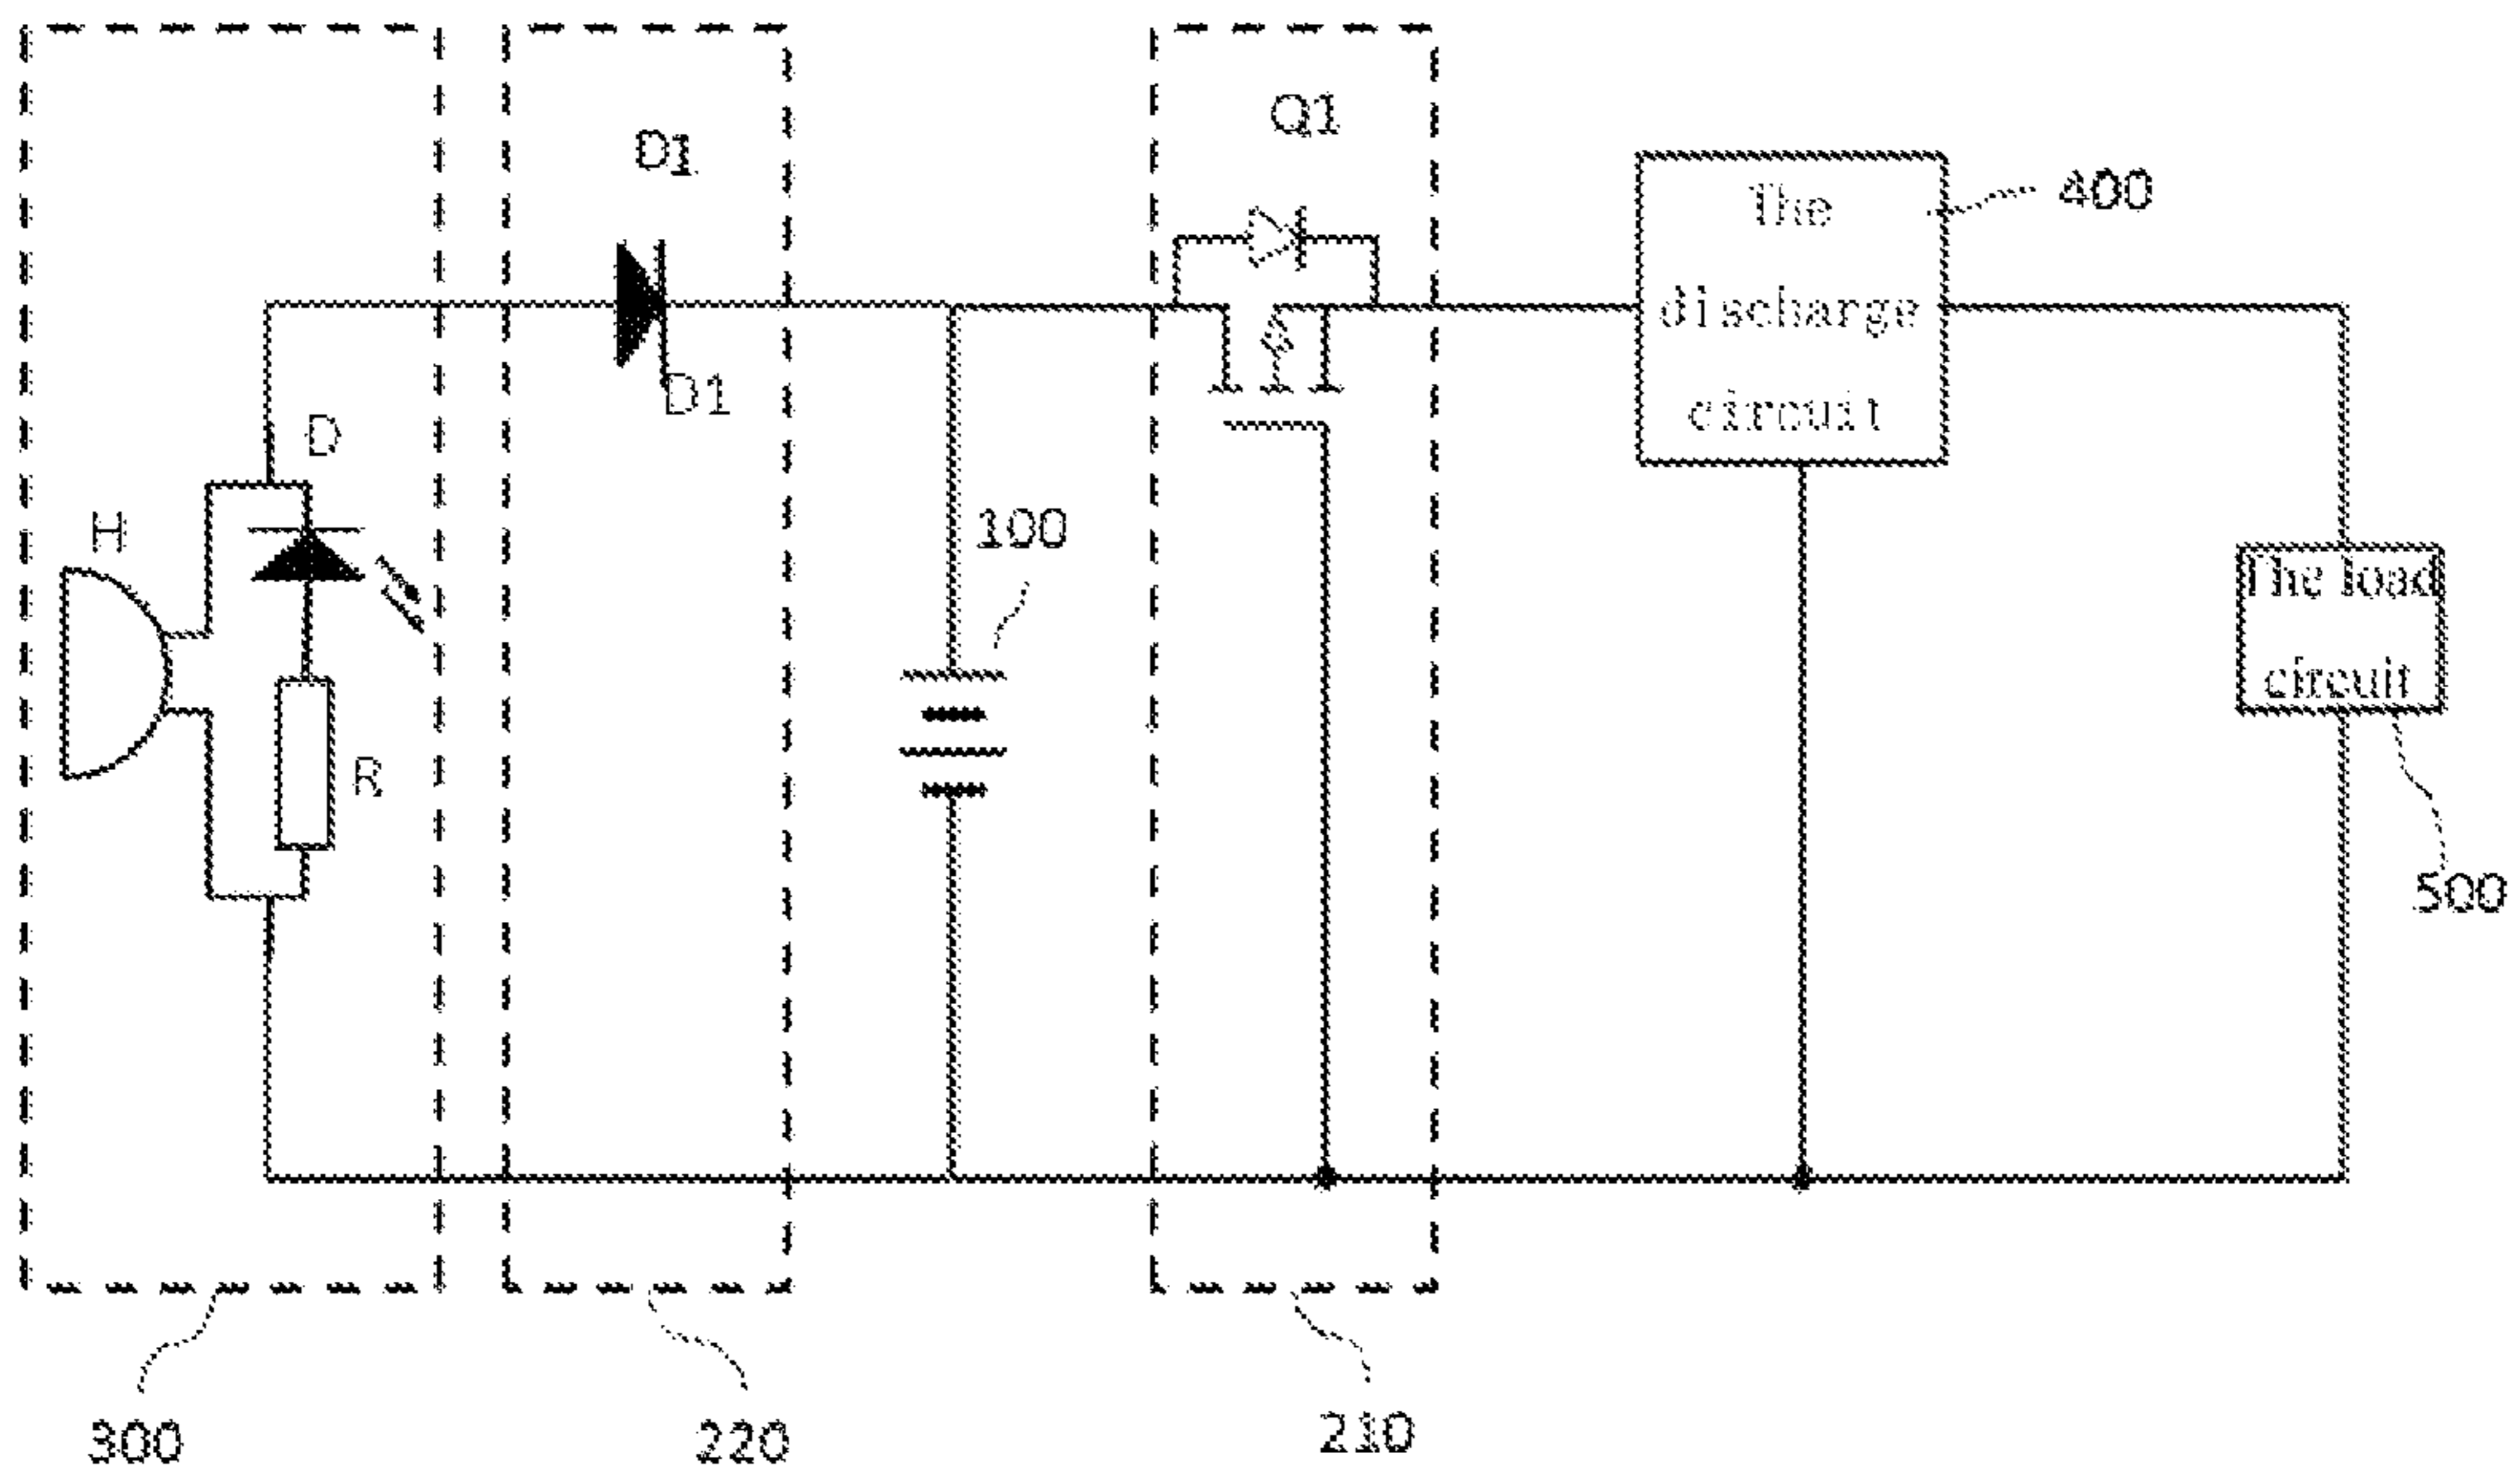 Q1
D1
The
discharge
circuit
400
D1
D
H
100
The load
circuit
R
500
300
220
210